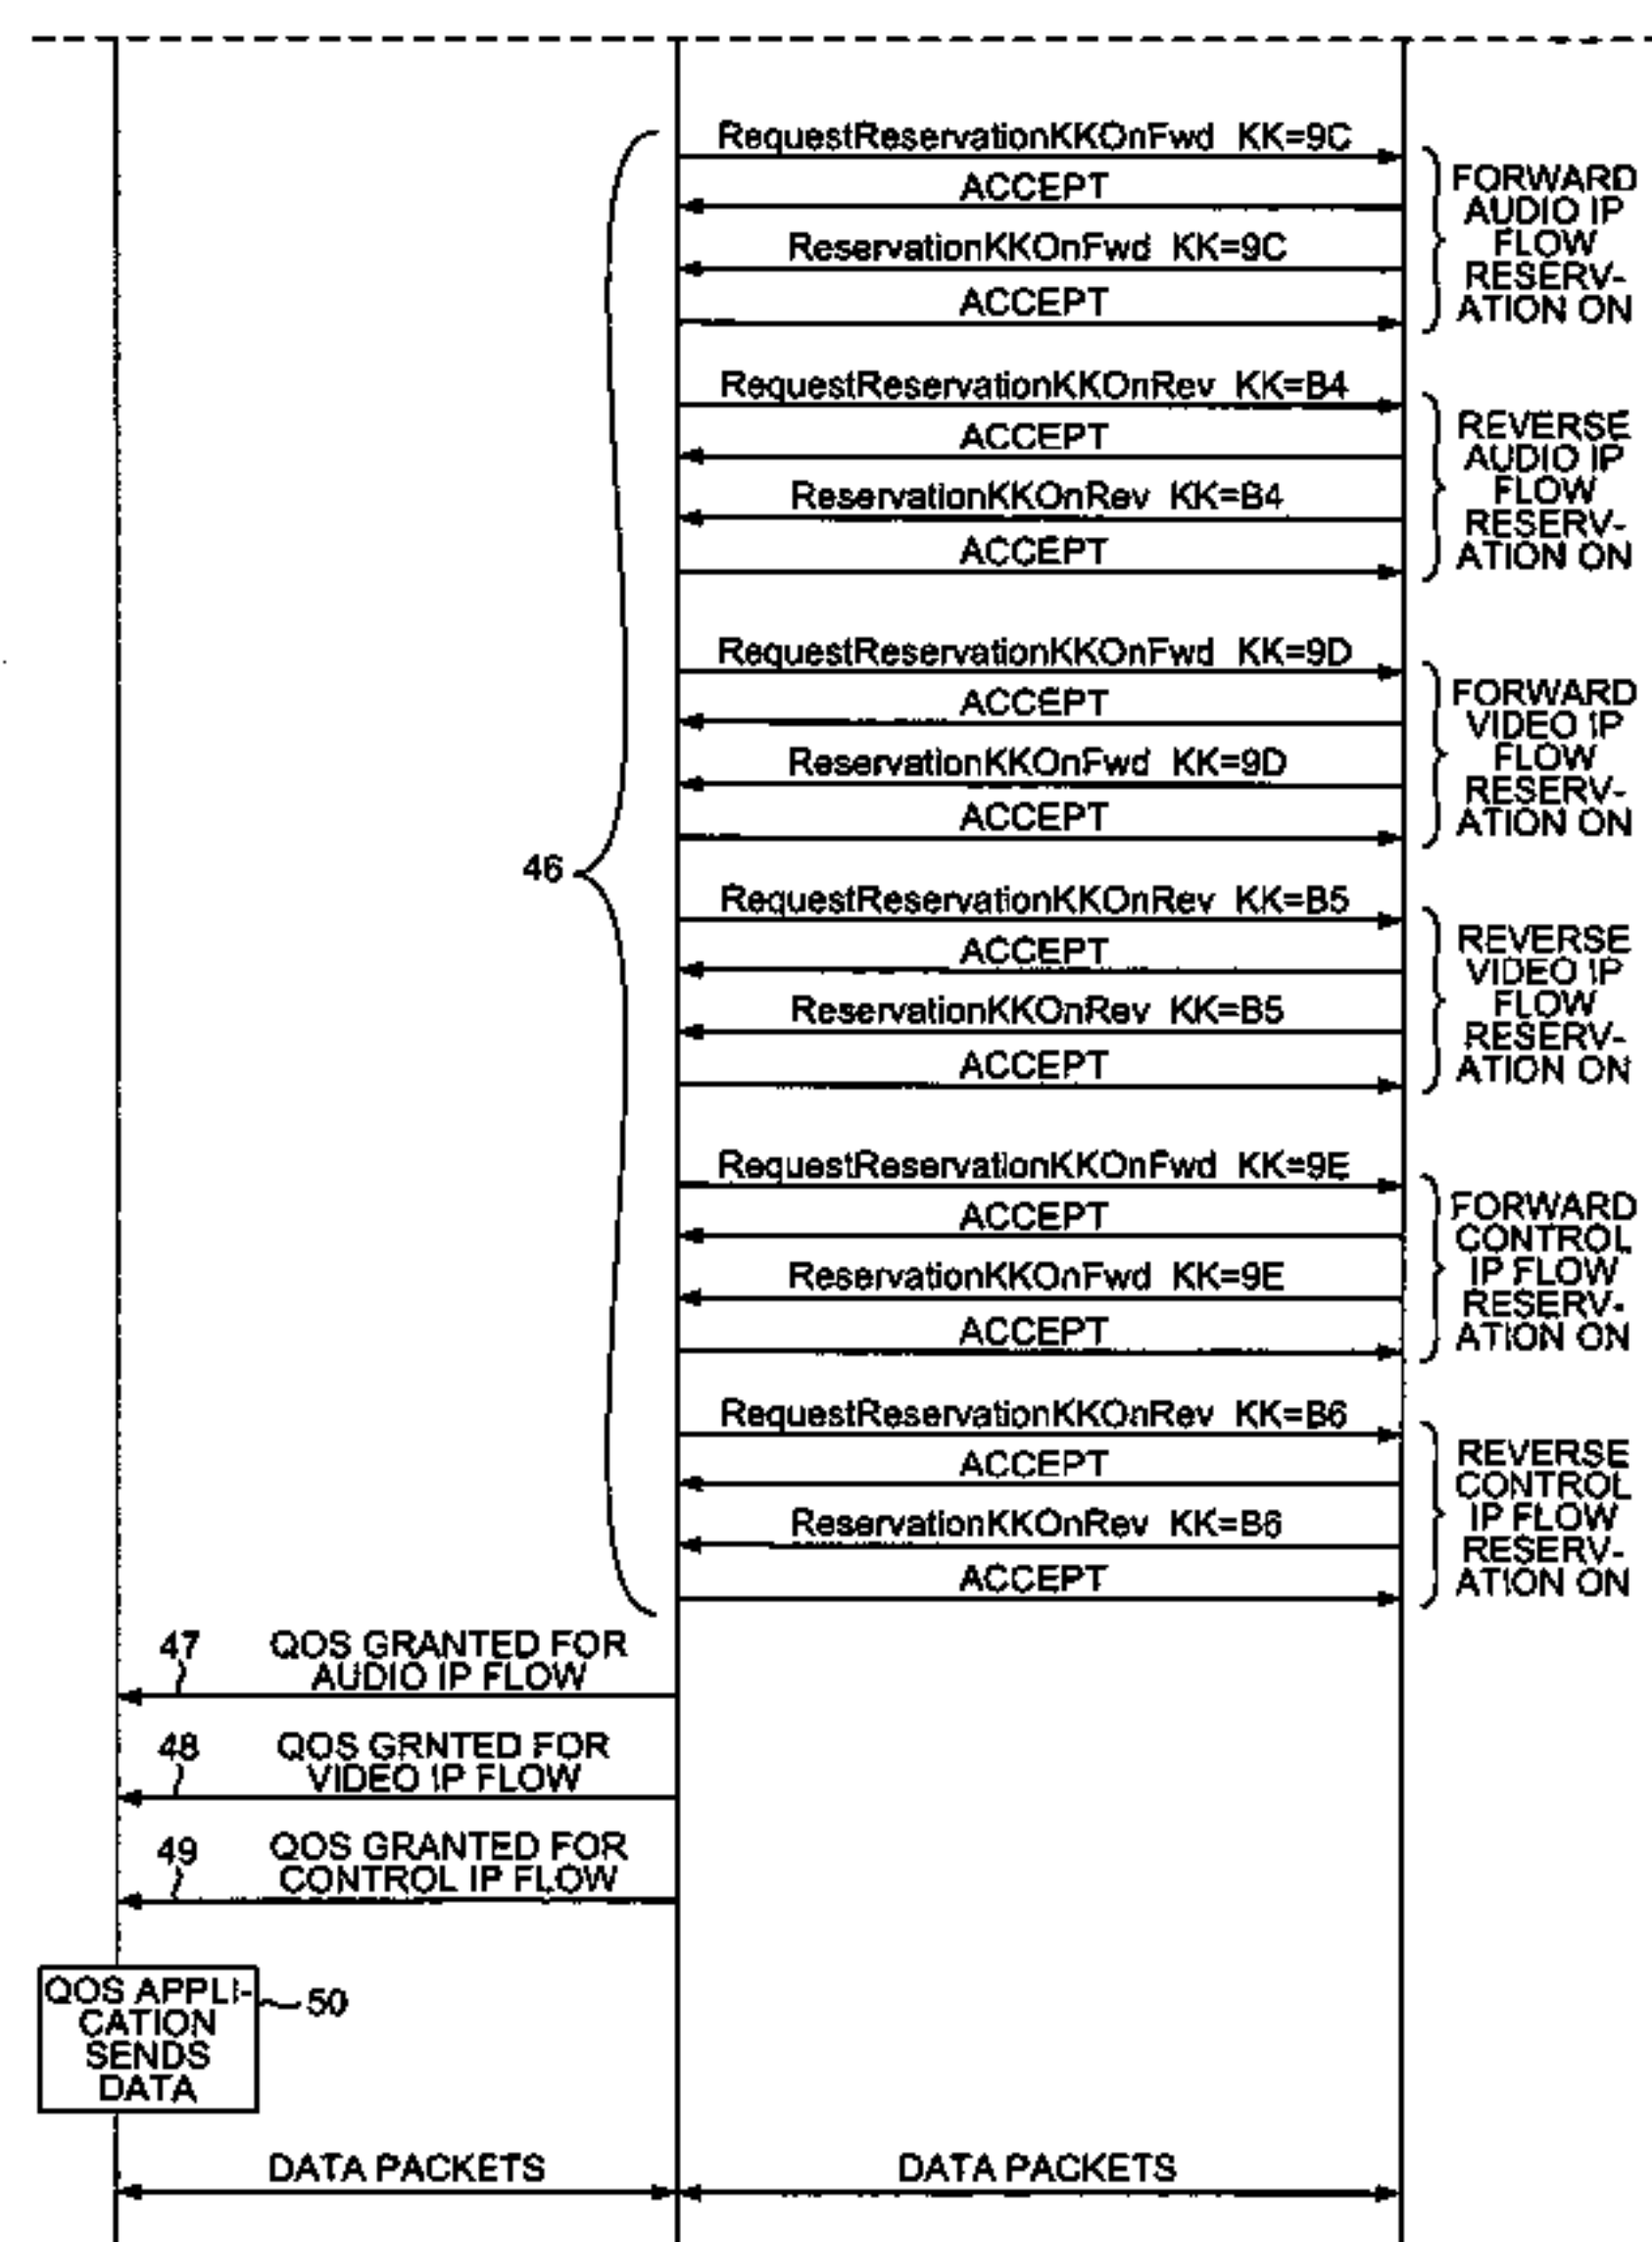 RequestReservationKKOnFwd KK=9C
ACCEPT
ReservationKKOnFwd KK=9C
ACCEPT
FORWARD
AUDIO IP
FLOW
RESERV-
ATION ON
RequestReservationKKOnRev KK=B4
ACCEPT
ReservationKKOnRev KK=B4
ACCEPT
REVERSE
AUDIO IP
FLOW
RESERV-
ATION ON
RequestReservationKKOnFwd KK=9D
ACCEPT
ReservationKKOnFwd KK=9D
ACCEPT
FORWARD
VIDEO IP
FLOW
RESERV-
ATION ON
46
RequestReservationKKOnRev KK=B5
ACCEPT
ReservationKKOnRev KK=B5
ACCEPT
REVERSE
VIDEO IP
FLOW
RESERV-
ATION ON
RequestReservationKKOnFwd KK=9E
ACCEPT
ReservationKKOnFwd KK=9E
ACCEPT
FORWARD
CONTROL
IP FLOW
RESERV-
ATION ON
RequestReservationKKOnRev KK=B6
ACCEPT
ReservationKKOnRev KK=B6
ACCEPT
REVERSE
CONTROL
IP FLOW
RESERV-
ATION ON
47
QOS GRANTED FOR
AUDIO IP FLOW
48
QOS GRNTED FOR
VIDEO IP FLOW
49
QOS GRANTED FOR
CONTROL IP FLOW
QOS APPLI-
CATION
SENDS
DATA
50
DATA PACKETS
DATA PACKETS